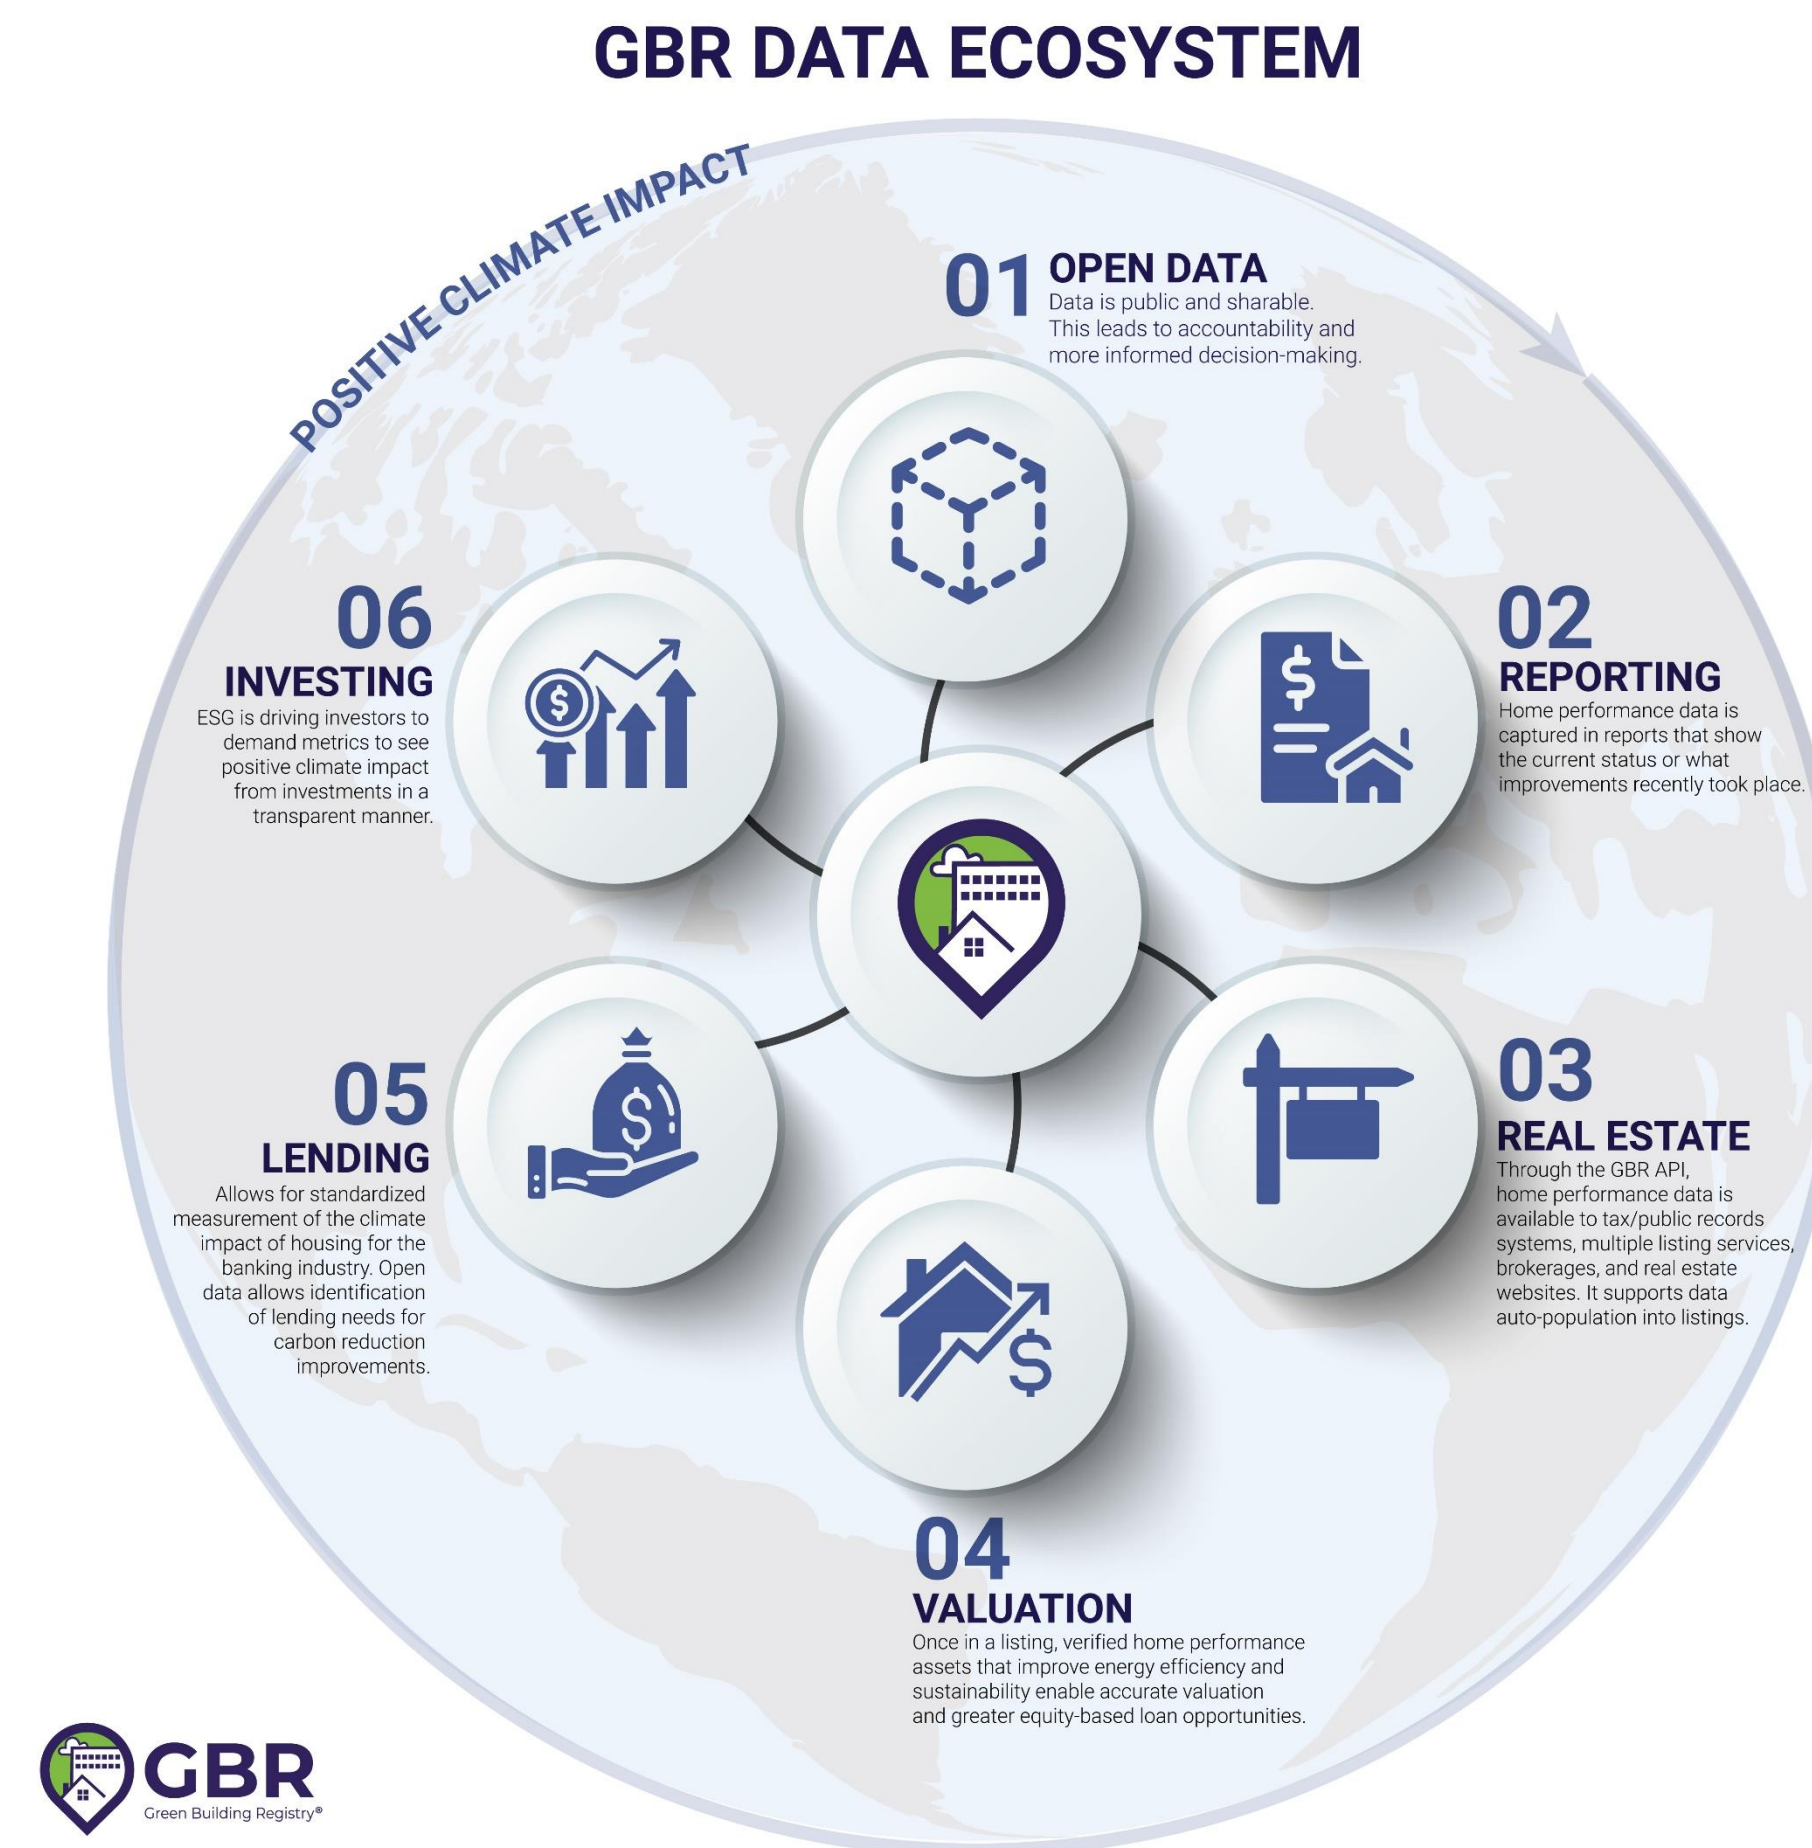 GBR DATA ECOSYSTEM
POSITIVE CLIMATE IMPACT
01
OPEN DATA
Data is public and sharable.
This leads to accountability and
more informed decision-making.
02
REPORTING
Home performance data is
captured in reports that show
the current status or what
improvements recently took place.
03
REAL ESTATE
Through the GBR API,
home performance data is
available to tax/public records
systems, multiple listing services,
brokerages, and real estate
websites. It supports data
auto-population into listings.
04
VALUATION
Once in a listing, verified home performance
assets that improve energy efficiency and
sustainability enable accurate valuation
and greater equity-based loan opportunities.
05
LENDING
Allows for standardized
measurement of the climate
impact of housing for the
banking industry. Open
data allows identification
of lending needs for
carbon reduction
improvements.
06
INVESTING
ESG is driving investors to
demand metrics to see
positive climate impact
from investments in a
transparent manner.
$
$
$
$
GBR
Green Building Registry®